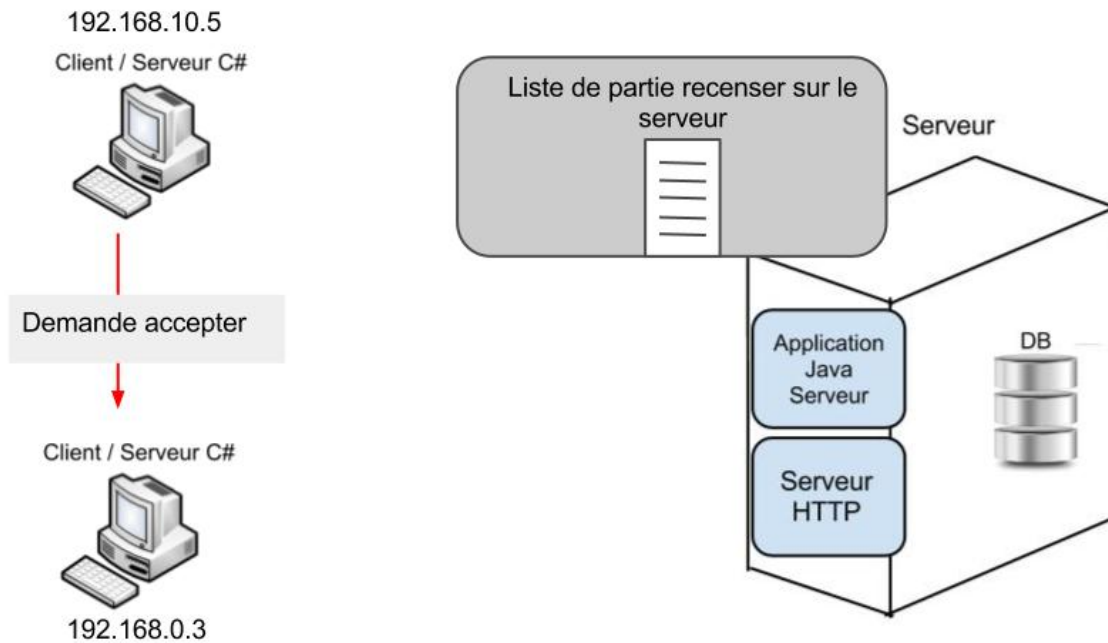 192.168.10.5
Client / Serveur C#
Demande accepter
Client / Serveur C#
192.168.0.3
Liste de partie recenser sur le
serveur
Serveur
Application
Java
Serveur
Serveur
HTTP
DB